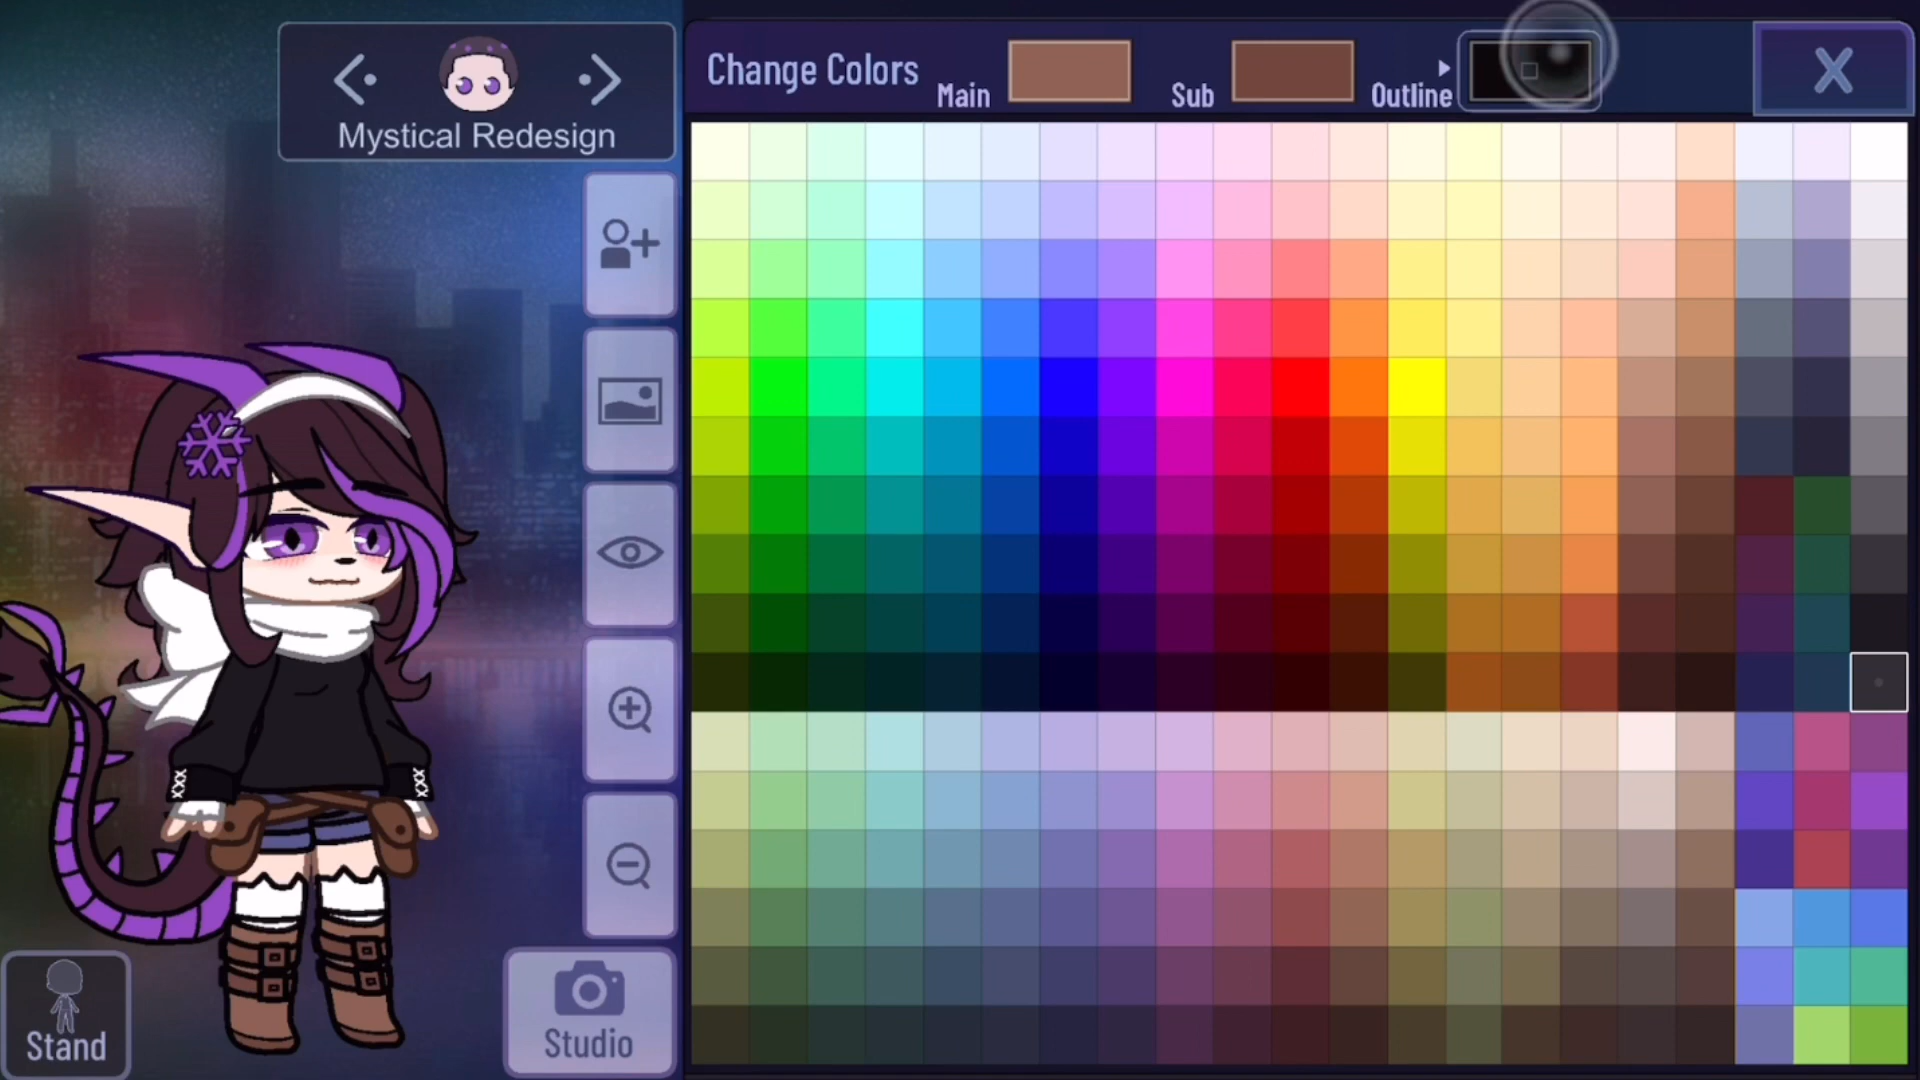 Mystical Redesign
Change Colors
Main
Sub
Outline
X
Stand
Studio